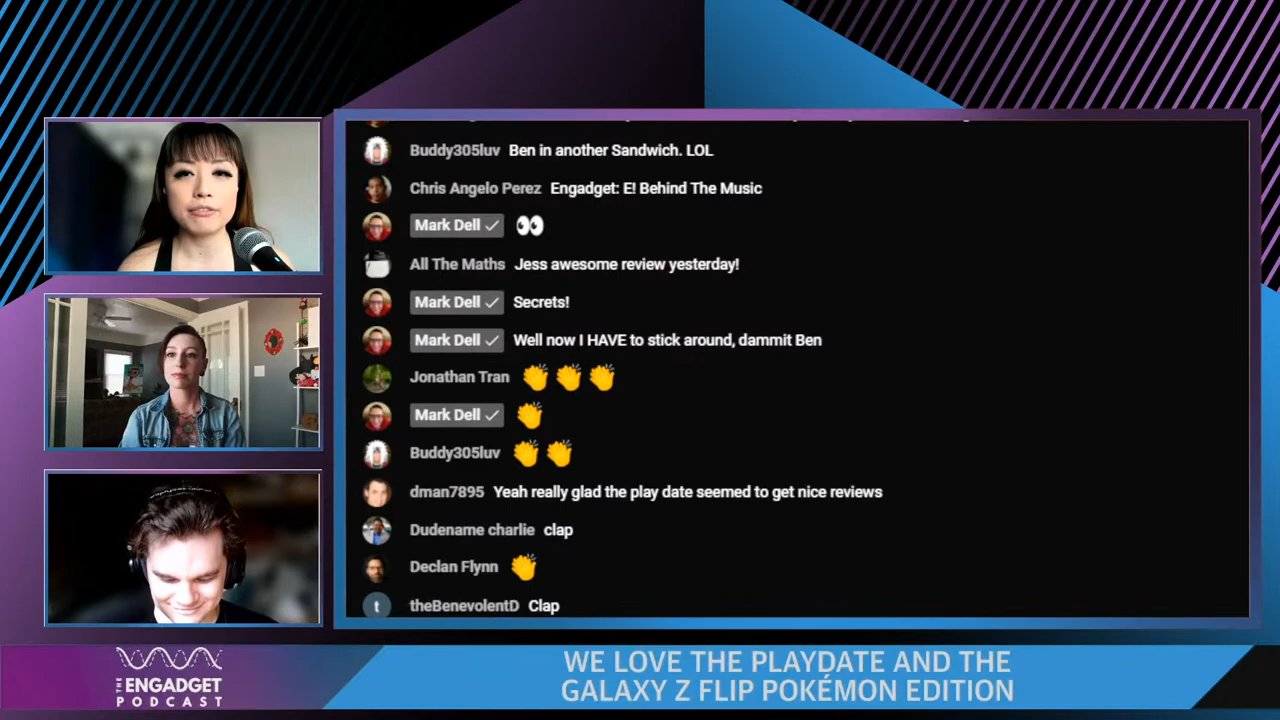 Buddy305luv Ben in another Sandwich. LOL
Chris Angelo Perez Engadget: E! Behind The Music
Mark Dell ✓ 👀
All The Maths Jess awesome review yesterday!
Mark Dell ✓ Secrets!
Mark Dell ✓ Well now I HAVE to stick around, dammit Ben
Jonathan Tran 👏 👏 👏
Mark Dell ✓ 👏
Buddy305luv 👏 👏
dman7895 Yeah really glad the play date seemed to get nice reviews
Dudename charlie clap
Declan Flynn 👏
t theBenevolentD Clap
THE ENGADGET
PODCAST
WE LOVE THE PLAYDATE AND THE
GALAXY Z FLIP POKÉMON EDITION